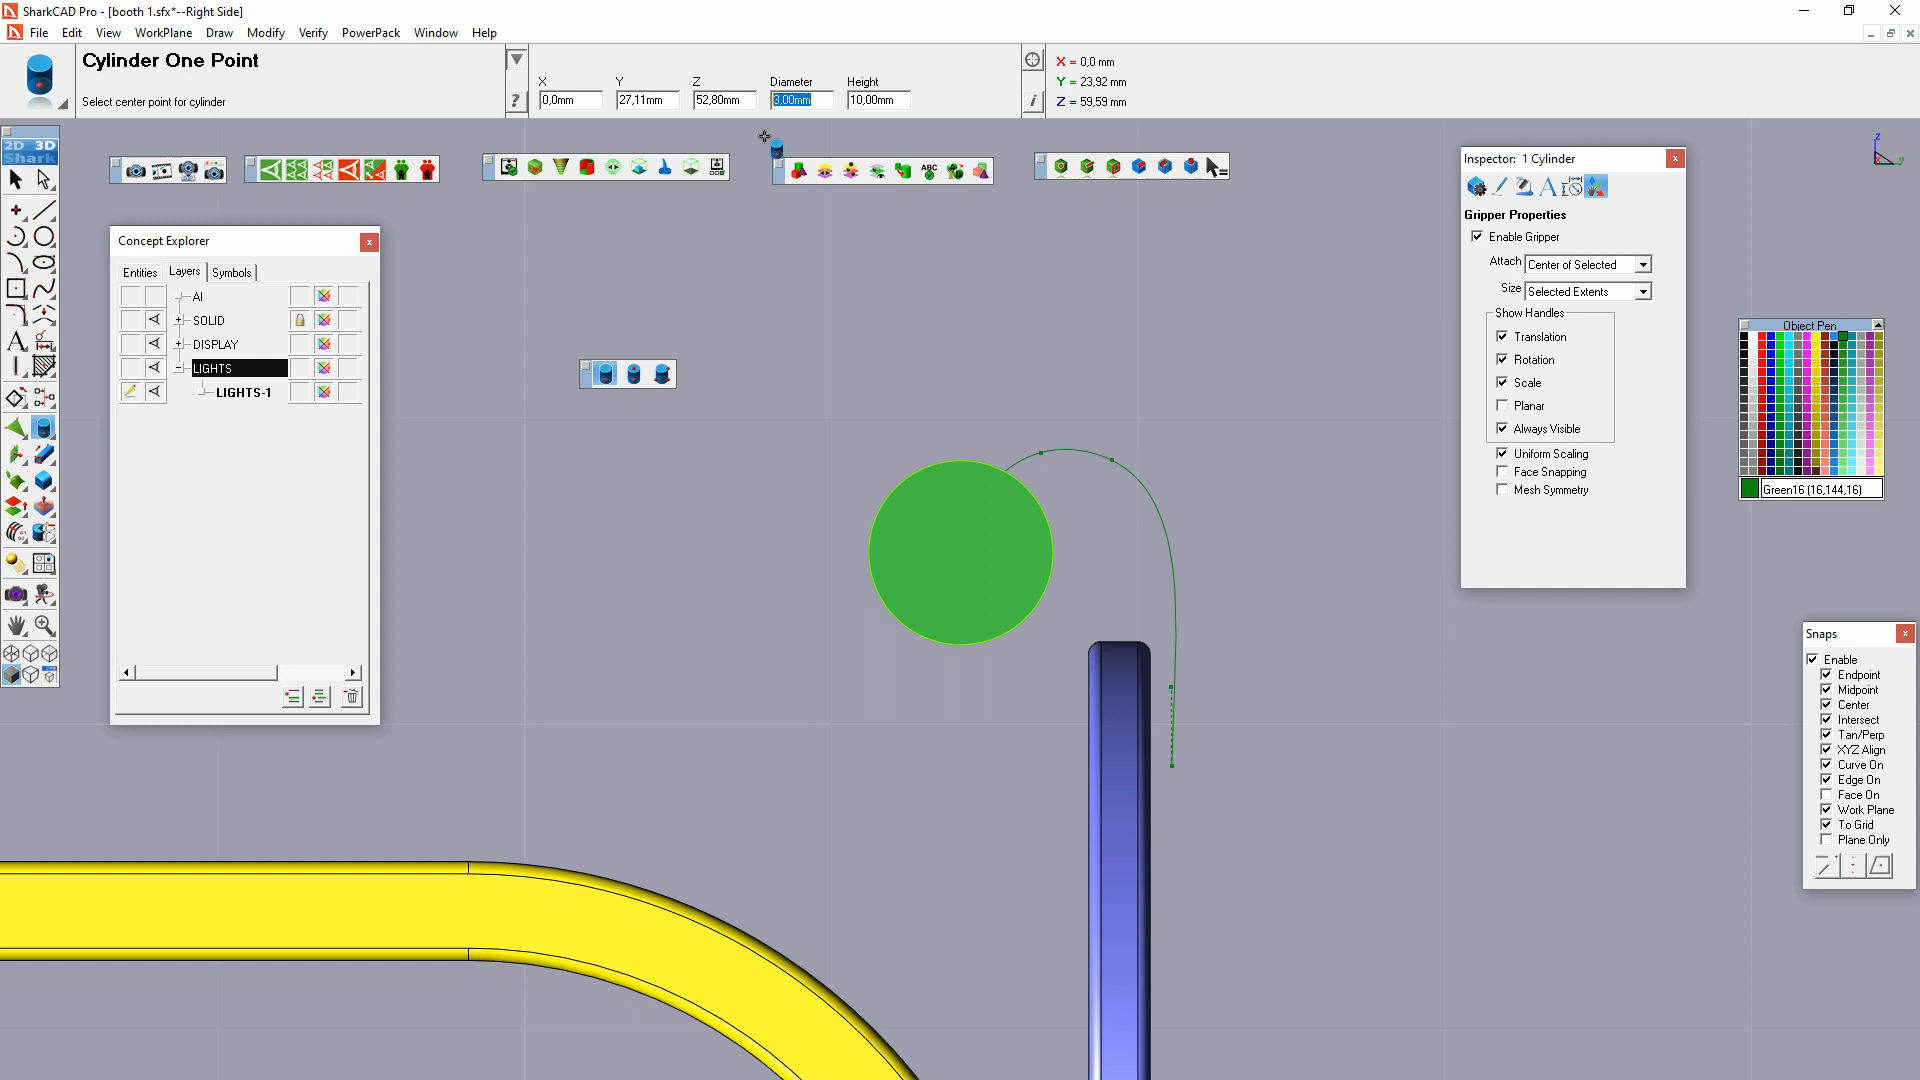 SharkCAD Pro - [booth 1.sfx*--Right Side]
File Edit View WorkPlane Draw Modify Verify PowerPack Window Help
Cylinder One Point
Select center point for cylinder
X Y Z Diameter Height
0,0mm 27,11mm 52,80mm 3,00mm 10,00mm
?
i
X = 0,0 mm
Y = 23,92 mm
Z = 59,59 mm
2D 3D
Shark
ABC
z
Inspector: 1 Cylinder
Gripper Properties
Enable Gripper
Attach Center of Selected
Size Selected Extents
Show Handles
Translation
Rotation
Scale
Planar
Always Visible
Uniform Scaling
Face Snapping
Mesh Symmetry
Concept Explorer
Entities Layers Symbols
AI
SOLID
DISPLAY
LIGHTS
LIGHTS-1
Object Pen
Green16 (16,144,16)
Snaps
Enable
Endpoint
Midpoint
Center
Intersect
Tan/Perp
XYZ Align
Curve On
Edge On
Face On
Work Plane
To Grid
Plane Only